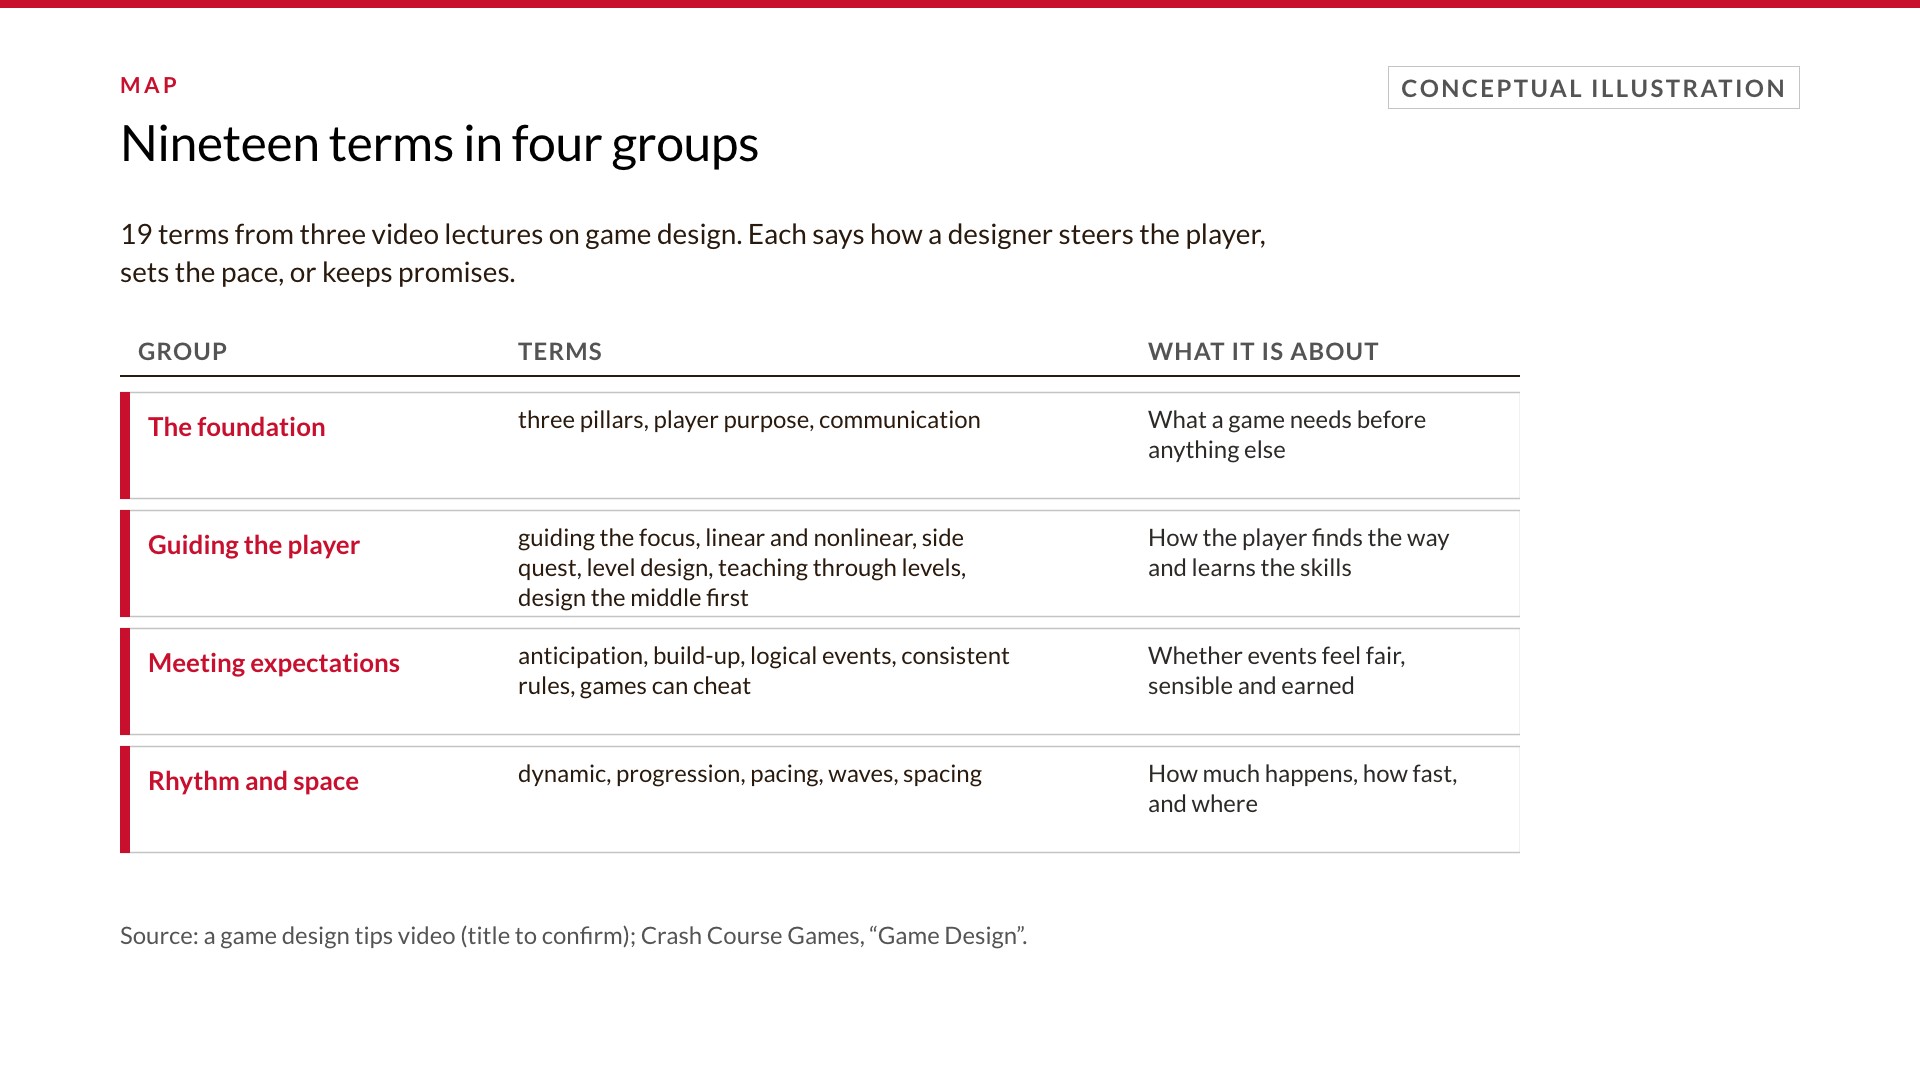 MAP
CONCEPTUAL ILLUSTRATION
Nineteen terms in four groups
19 terms from three video lectures on game design. Each says how a designer steers the player,
sets the pace, or keeps promises.
GROUP TERMS WHAT IT IS ABOUT
The foundation
three pillars, player purpose, communication
What a game needs before
anything else
Guiding the player
guiding the focus, linear and nonlinear, side
quest, level design, teaching through levels,
design the middle first
How the player finds the way
and learns the skills
Meeting expectations
anticipation, build-up, logical events, consistent
rules, games can cheat
Whether events feel fair,
sensible and earned
Rhythm and space
dynamic, progression, pacing, waves, spacing
How much happens, how fast,
and where
Source: a game design tips video (title to confirm); Crash Course Games, “Game Design”.